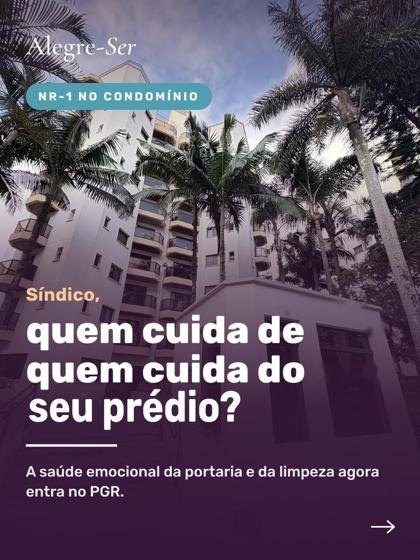 Alegre-Ser
NR-1 NO CONDOMÍNIO
Síndico,
quem cuida de
quem cuida do
seu prédio?
A saúde emocional da portaria e da limpeza agora
entra no PGR.